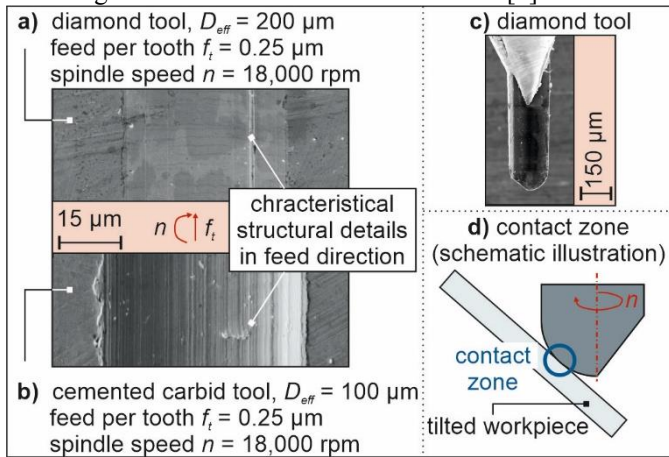 a) diamond tool, D_eff = 200 µm
feed per tooth f_t = 0.25 µm
spindle speed n = 18,000 rpm
15 µm
n f_t
chracteristical
structural details
in feed direction
b) cemented carbid tool, D_eff = 100 µm
feed per tooth f_t = 0.25 µm
spindle speed n = 18,000 rpm
c) diamond tool
150 µm
d) contact zone
(schematic illustration)
n
contact
zone
tilted workpiece